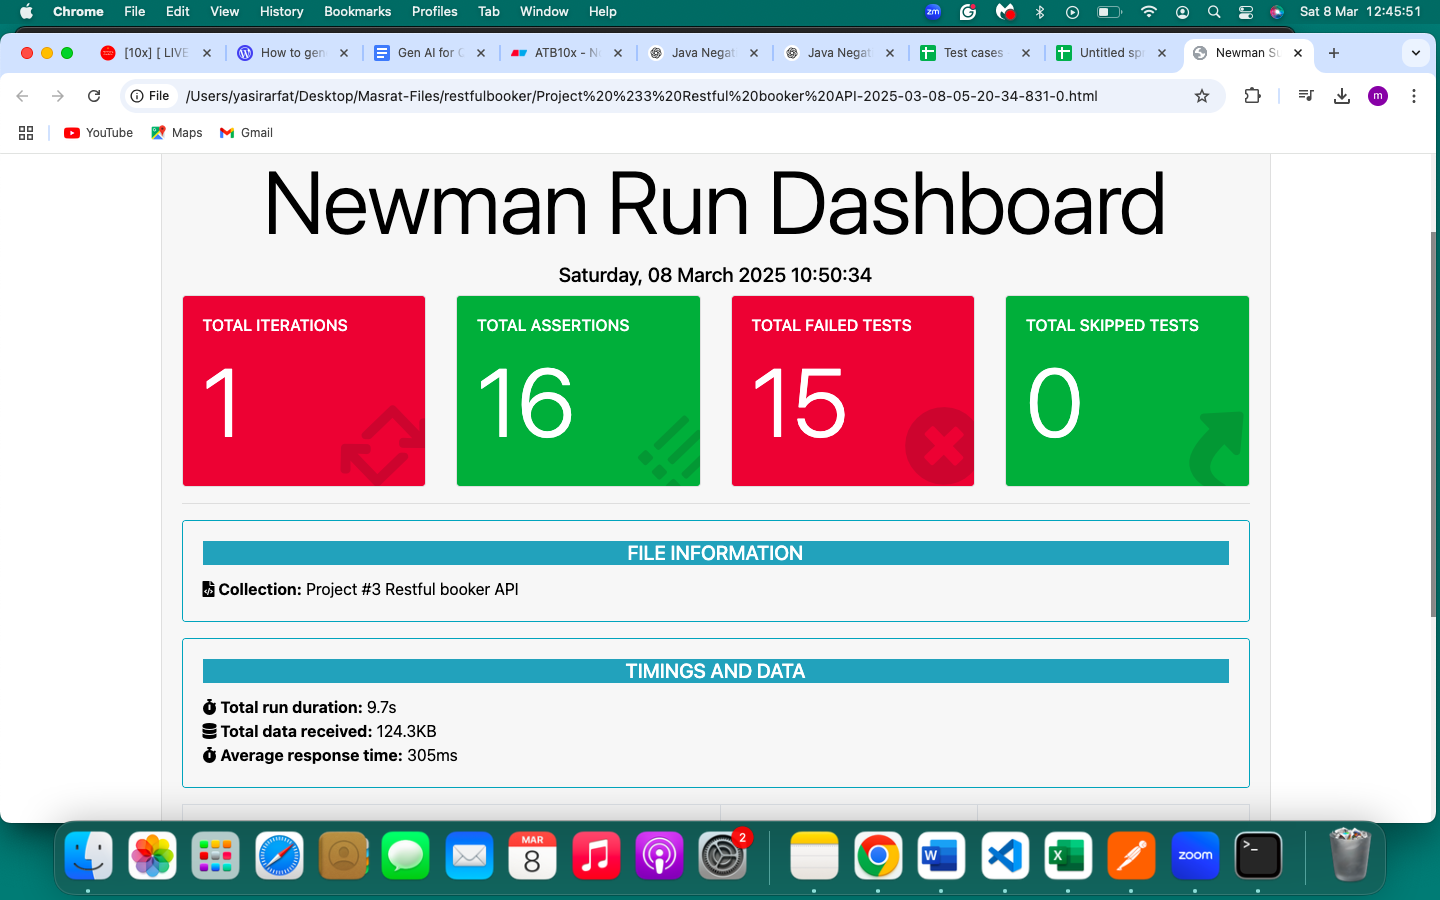 Chrome File Edit View History Bookmarks Profiles Tab Window Help zm Sat 8 Mar 12:45:51
[10x] [ LIVE How to gen Gen AI for C ATB10x - N Java Negat Java Negat Test cases Untitled spr Newman Su
File /Users/yasirarfat/Desktop/Masrat-Files/restfulbooker/Project%20%233%20Restful%20booker%20API-2025-03-08-05-20-34-831-0.html m
YouTube Maps Gmail
Newman Run Dashboard
Saturday, 08 March 2025 10:50:34
TOTAL ITERATIONS TOTAL ASSERTIONS TOTAL FAILED TESTS TOTAL SKIPPED TESTS
1 16 15 0
FILE INFORMATION
Collection: Project #3 Restful booker API
TIMINGS AND DATA
Total run duration: 9.7s
Total data received: 124.3KB
Average response time: 305ms
MAR 2
8 W X zoom >_